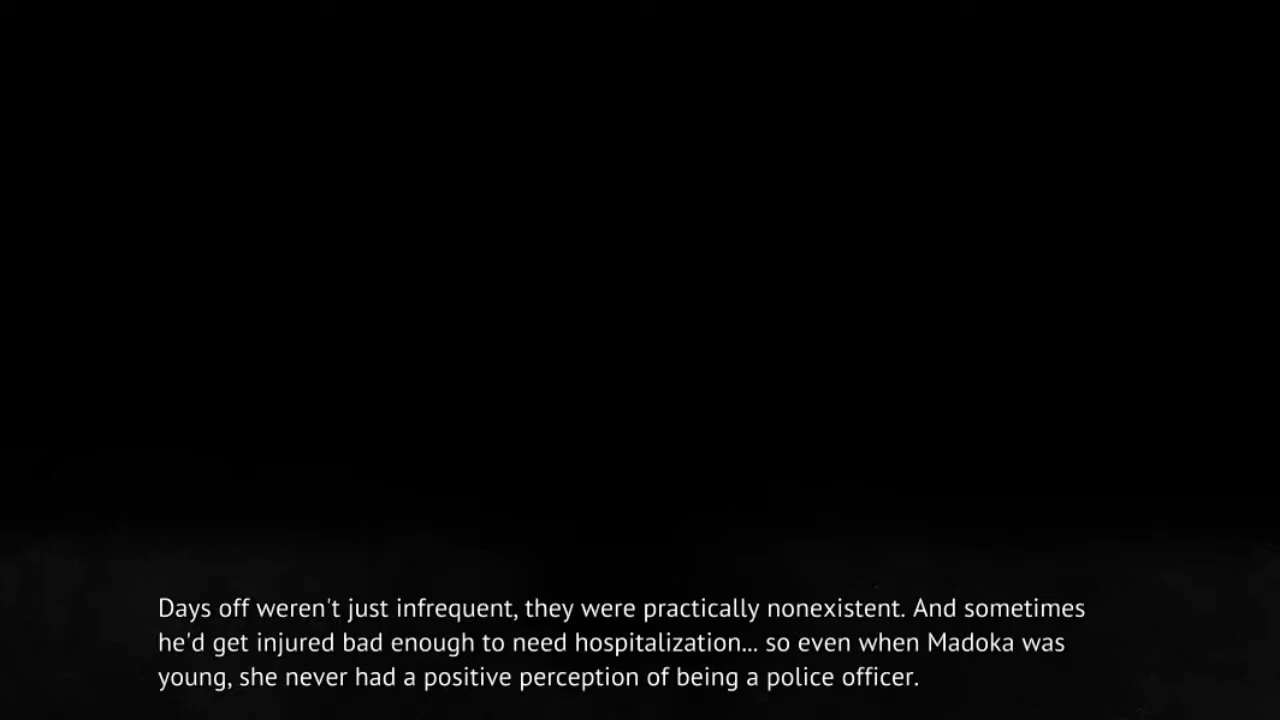 Days off weren't just infrequent, they were practically nonexistent. And sometimes
he'd get injured bad enough to need hospitalization... so even when Madoka was
young, she never had a positive perception of being a police officer.